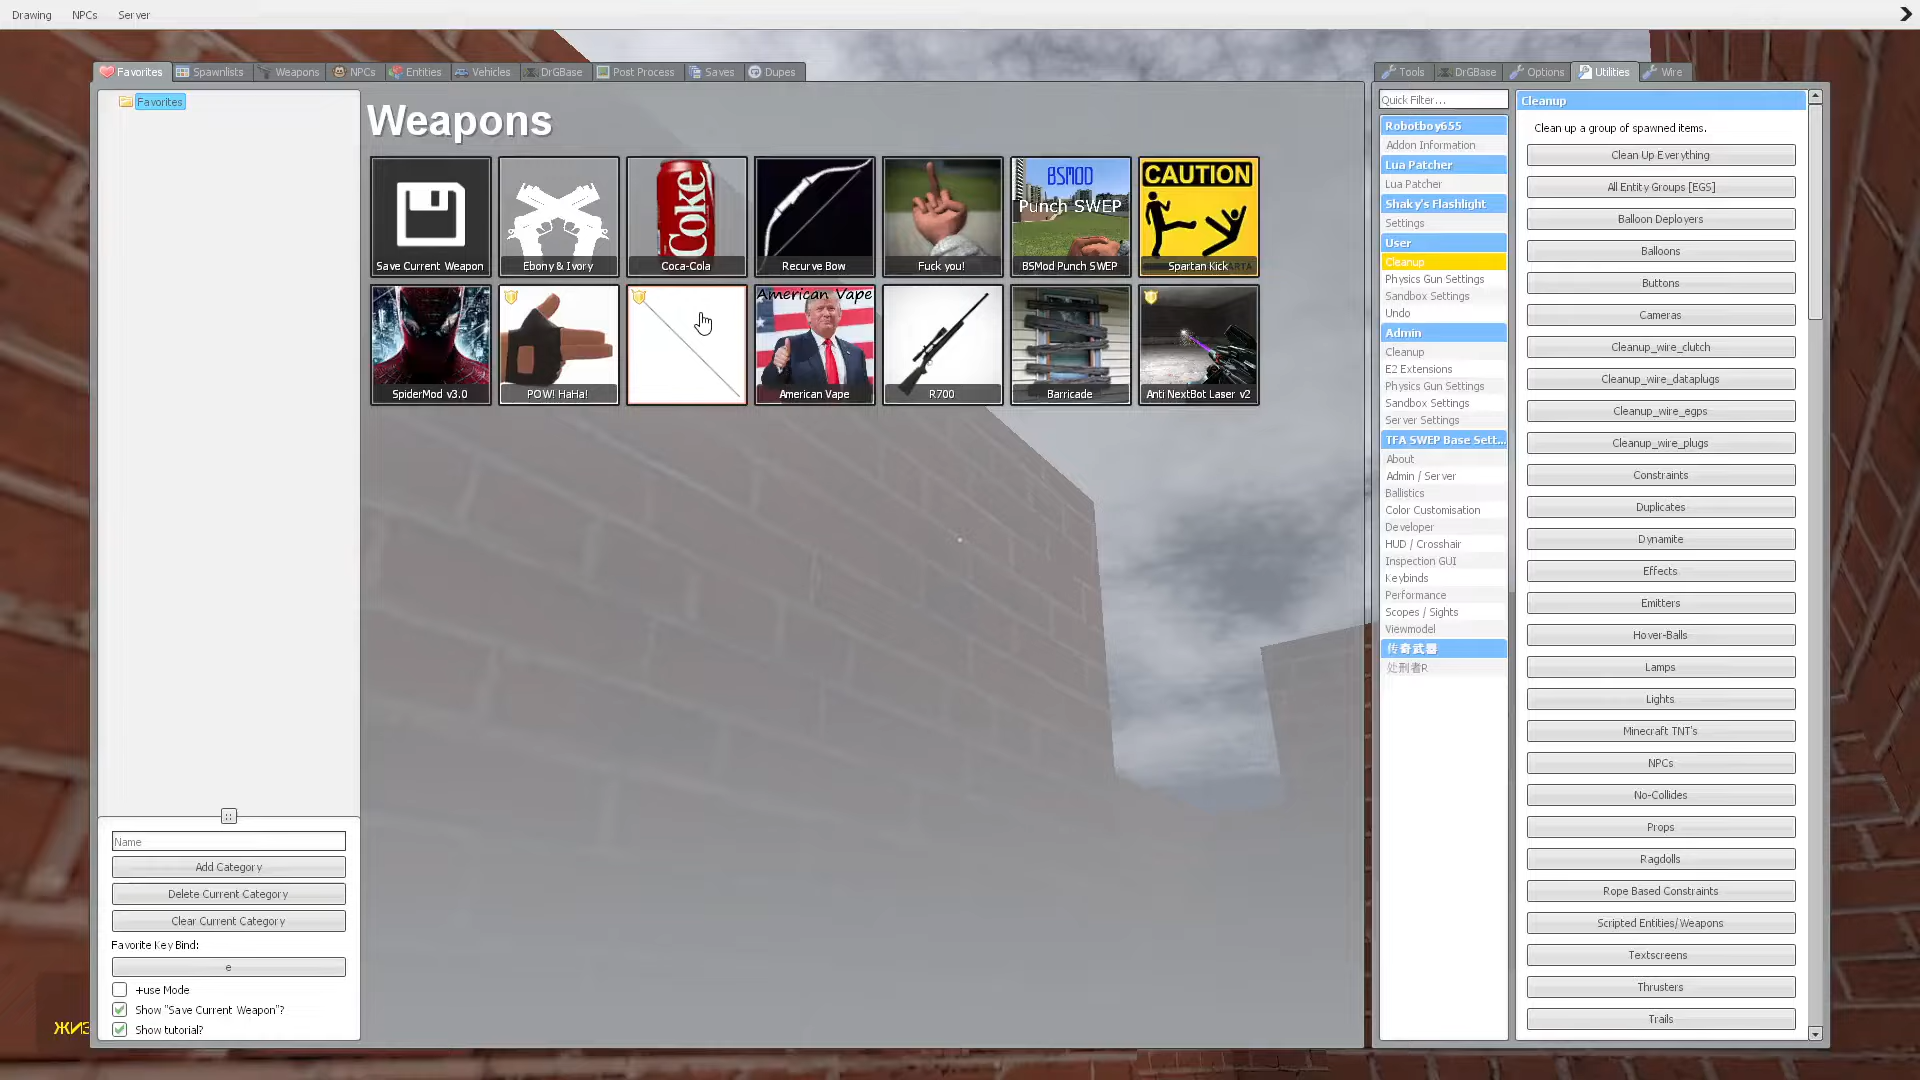 Drawing NPCs Server
Favorites Spawnlists Weapons NPCs Entities Vehicles DrGBase Post Process Saves Dupes
Tools DrGBase Options Utilities Wire
Favorites
Weapons
Save Current Weapon
Ebony & Ivory
Coke
Coca-Cola
Recurve Bow
Fuck you!
BSMOD
Punch SWEP
BSMod Punch SWEP
CAUTION
Spartan Kick
SpiderMod v3.0
POW! HaHa!
American Vape
American Vape
R700
Barricade
Anti NextBot Laser v2
Name
Add Category
Delete Current Category
Clear Current Category
Favorite Key Bind:
e
+use Mode
Show "Save Current Weapon"?
Show tutorial?
ЖИЗ
Quick Filter...
Robotboy655
Addon Information
Lua Patcher
Lua Patcher
Shaky's Flashlight
Settings
User
Cleanup
Physics Gun Settings
Sandbox Settings
Undo
Admin
Cleanup
E2 Extensions
Physics Gun Settings
Sandbox Settings
Server Settings
TFA SWEP Base Sett...
About
Admin / Server
Ballistics
Color Customisation
Developer
HUD / Crosshair
Inspection GUI
Keybinds
Performance
Scopes / Sights
Viewmodel
传奇武器
处刑者R
Cleanup
Clean up a group of spawned items.
Clean Up Everything
All Entity Groups [EGS]
Balloon Deployers
Balloons
Buttons
Cameras
Cleanup_wire_clutch
Cleanup_wire_dataplugs
Cleanup_wire_egps
Cleanup_wire_plugs
Constraints
Duplicates
Dynamite
Effects
Emitters
Hover-Balls
Lamps
Lights
Minecraft TNT's
NPCs
No-Collides
Props
Ragdolls
Rope Based Constraints
Scripted Entities/Weapons
Textscreens
Thrusters
Trails